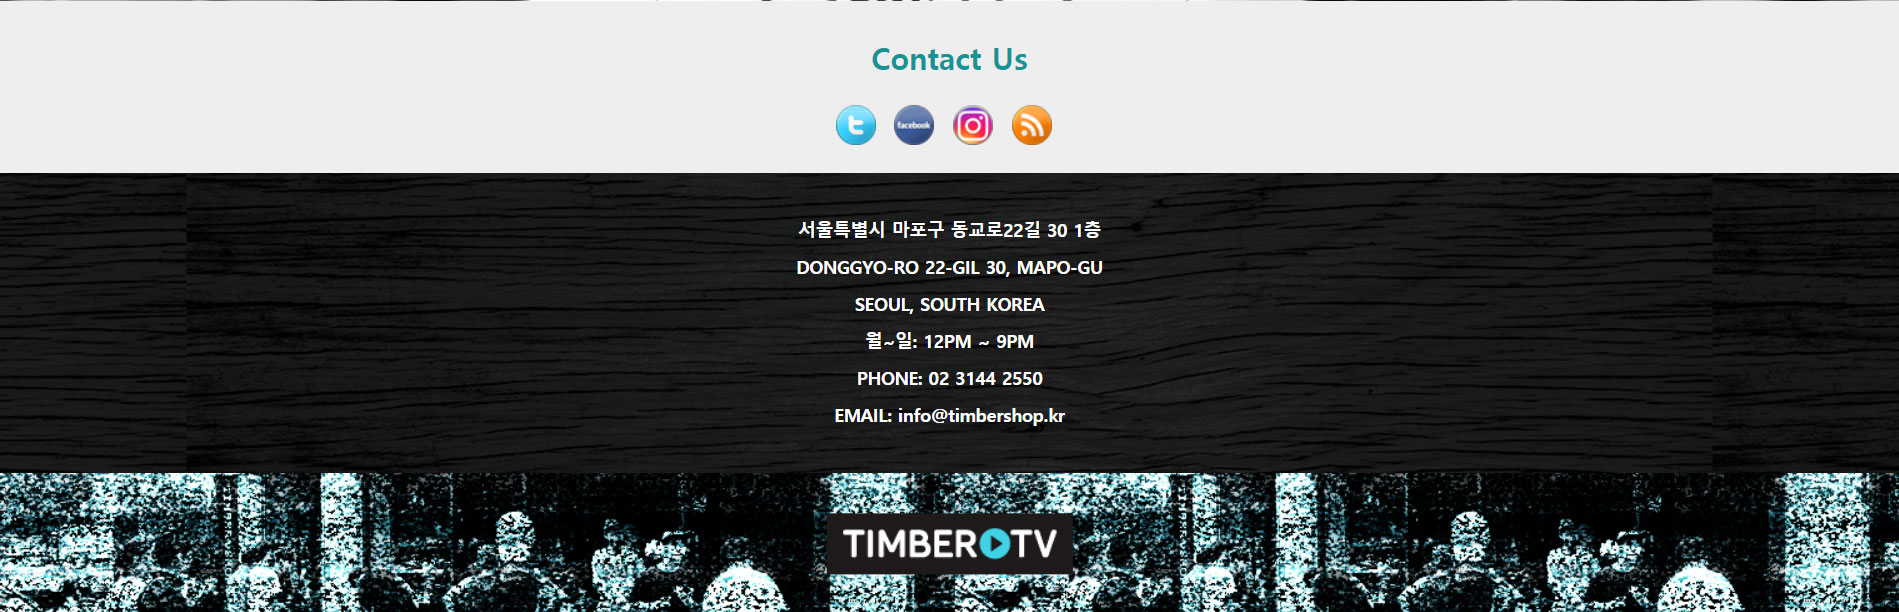 Contact Us
facebook
서울특별시 마포구 동교로22길 30 1층
DONGGYO-RO 22-GIL 30, MAPO-GU
SEOUL, SOUTH KOREA
월~일: 12PM ~ 9PM
PHONE: 02 3144 2550
EMAIL: info@timbershop.kr
TIMBER TV